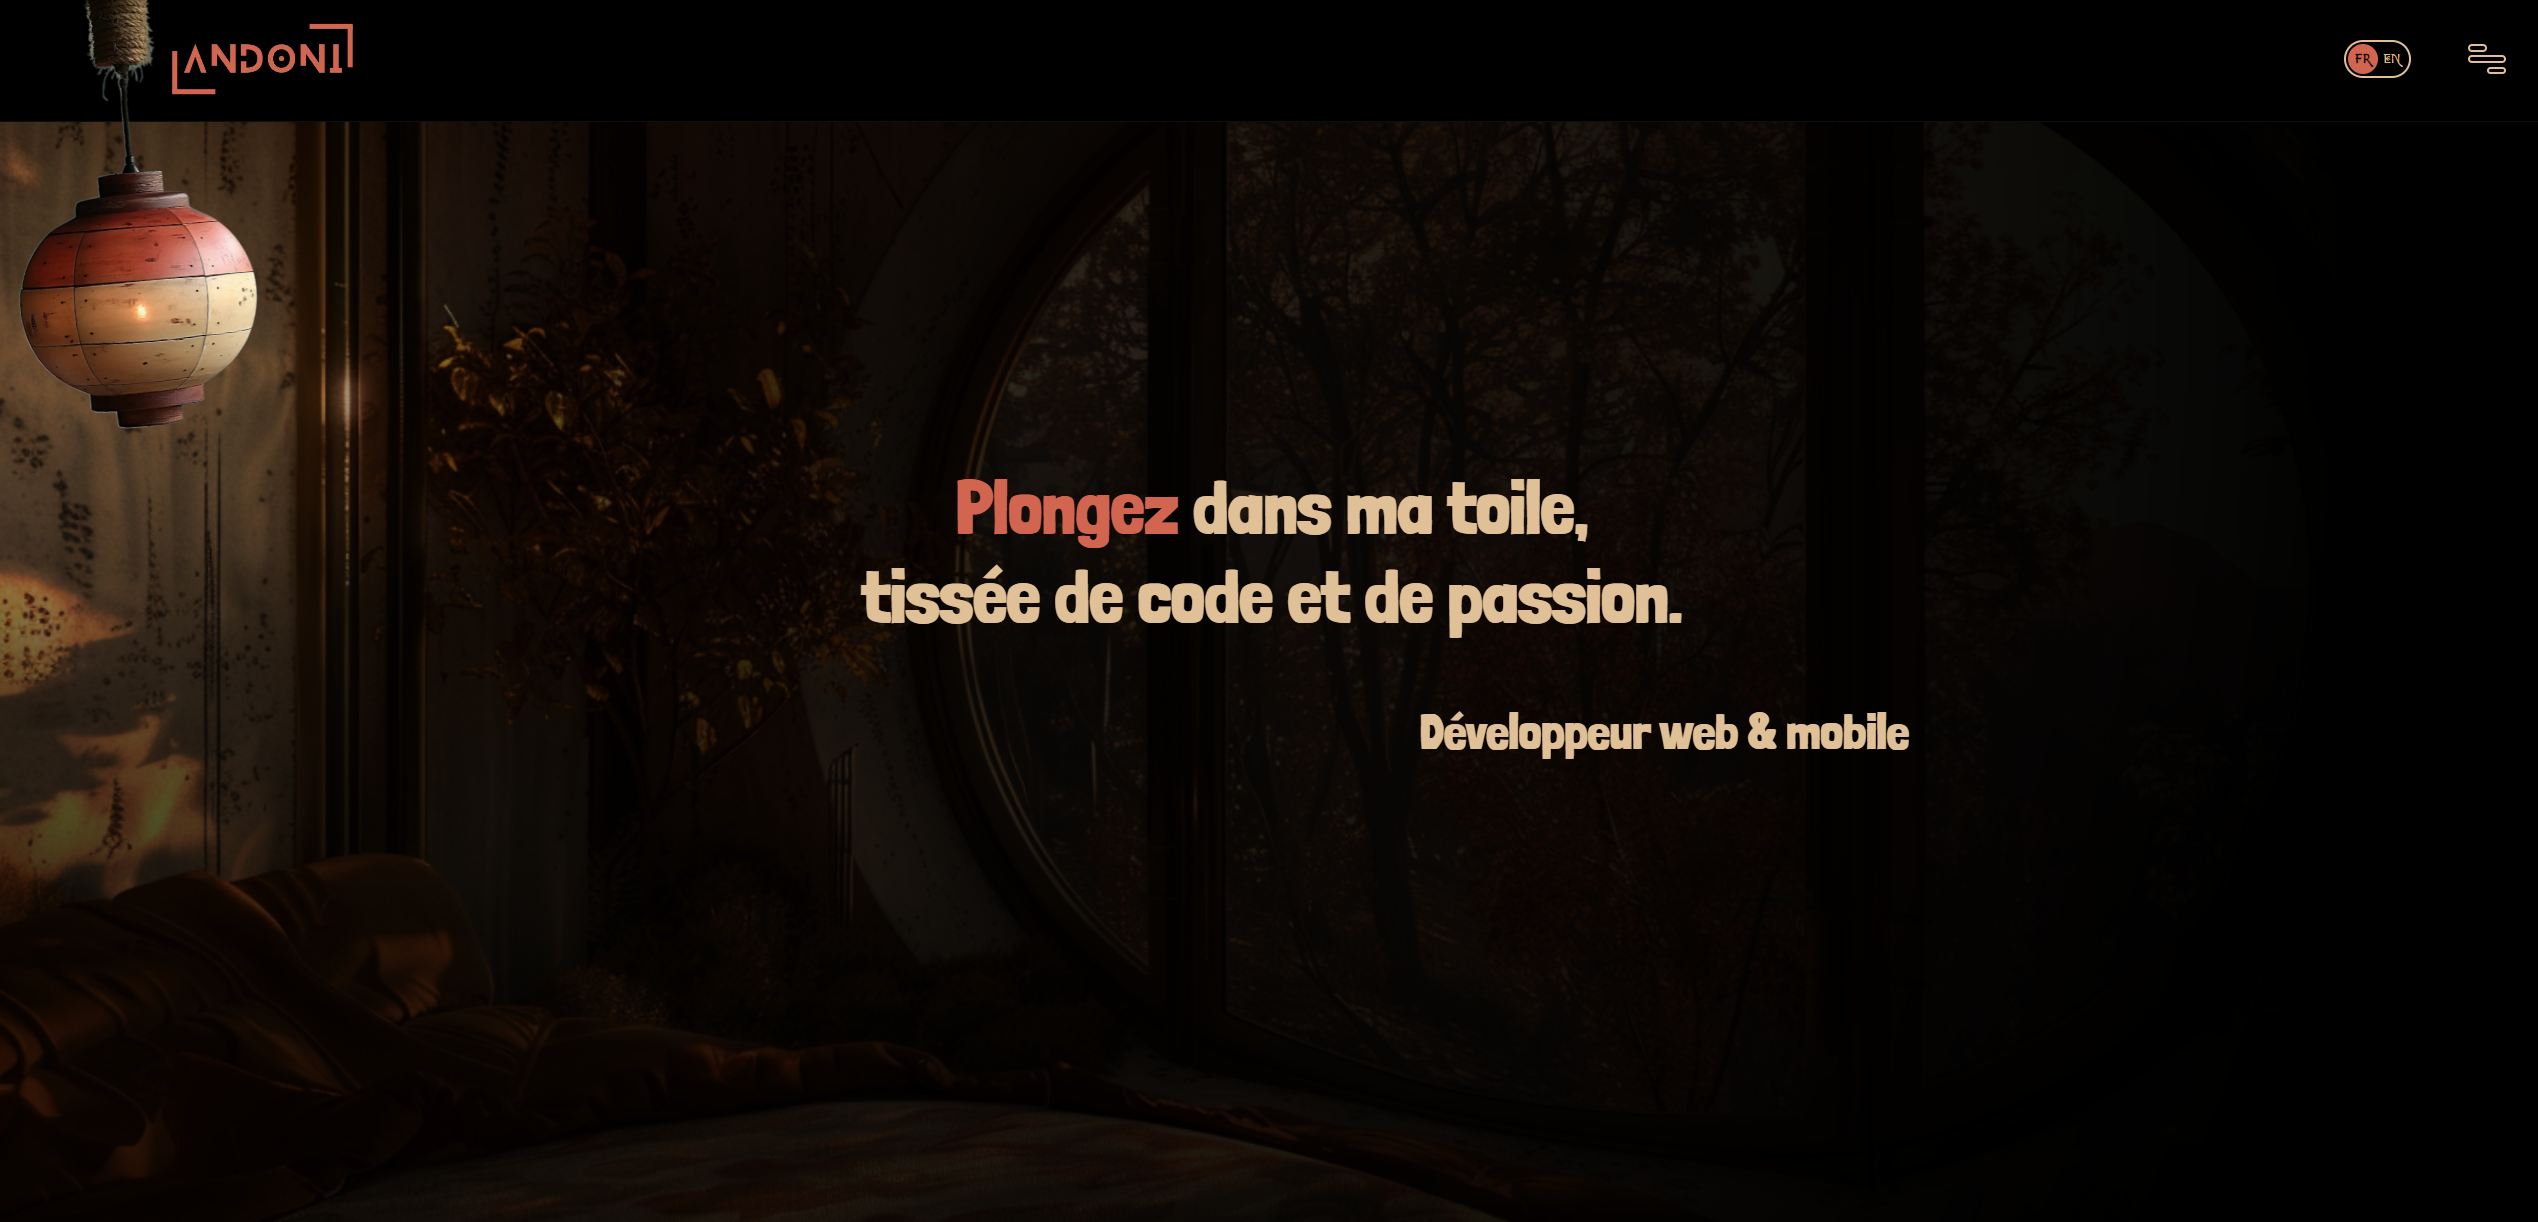 LANDONI
FR EN
Plongez dans ma toile,
tissée de code et de passion.
Développeur web & mobile